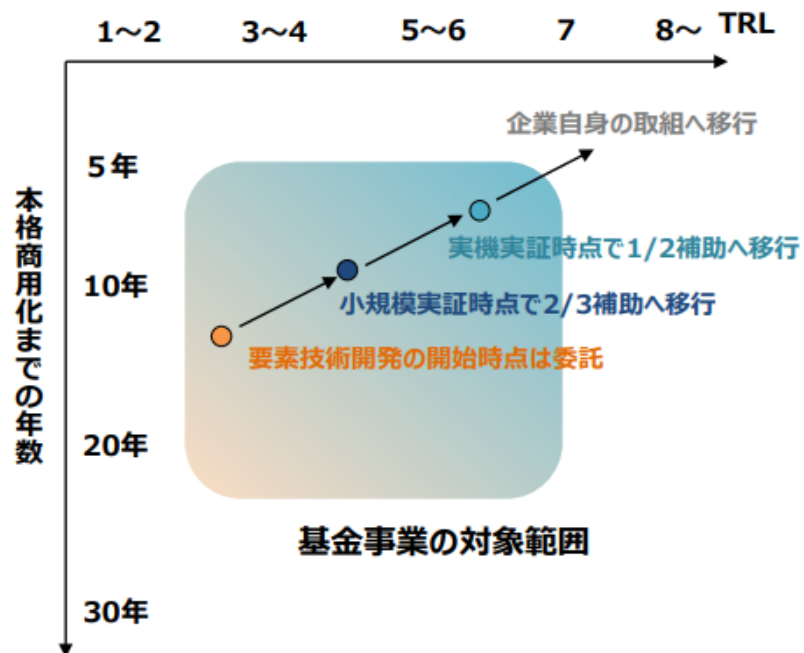 1～2 3～4 5～6 7 8～ TRL
企業自身の取組へ移行
5年
実機実証時点で1/2補助へ移行
10年
小規模実証時点で2/3補助へ移行
要素技術開発の開始時点は委託
本格商用化までの年数
20年
基金事業の対象範囲
30年